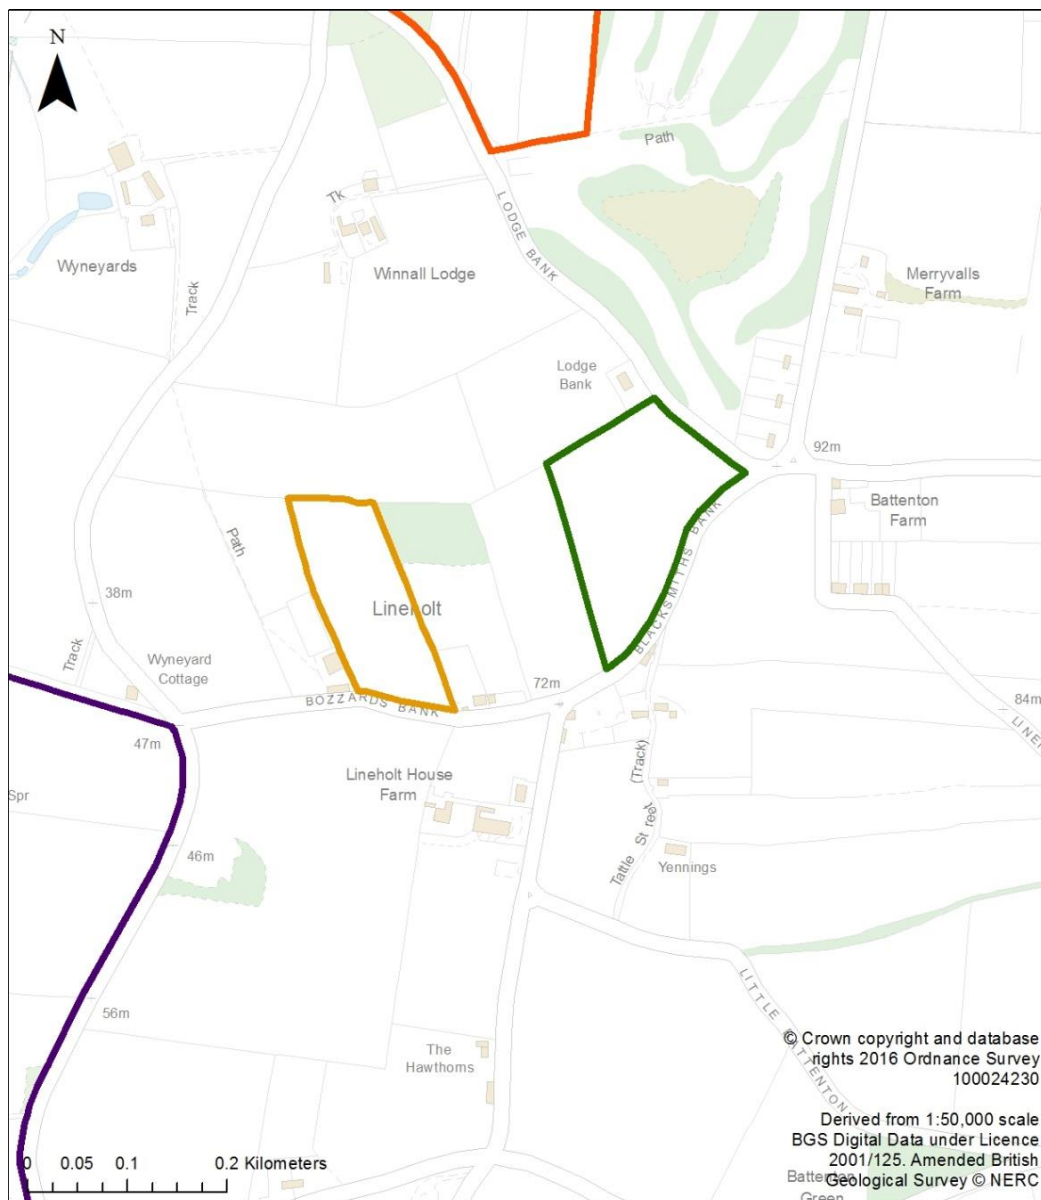 N
Path
Tk
LODGE BANK
Wyneyards
Winnall Lodge
Merryvalls
Farm
Track
Lodge
Bank
92m
Battenton
Farm
BLACKSMITHS BANK
Path
38m
Lineholt
Track
Wyneyard
Cottage
72m
BOZZARDS BANK
84m
47m
(Track)
Lineholt House
Farm
Spr
Tattle Street
46m
Yennings
LITTLE BATTENTON
56m
The
Hawthorns
© Crown copyright and database
rights 2016 Ordnance Survey
100024230
Derived from 1:50,000 scale
BGS Digital Data under Licence
2001/125. Amended British
Geological Survey © NERC
Battenton
Green
0 0.05 0.1 0.2 Kilometers